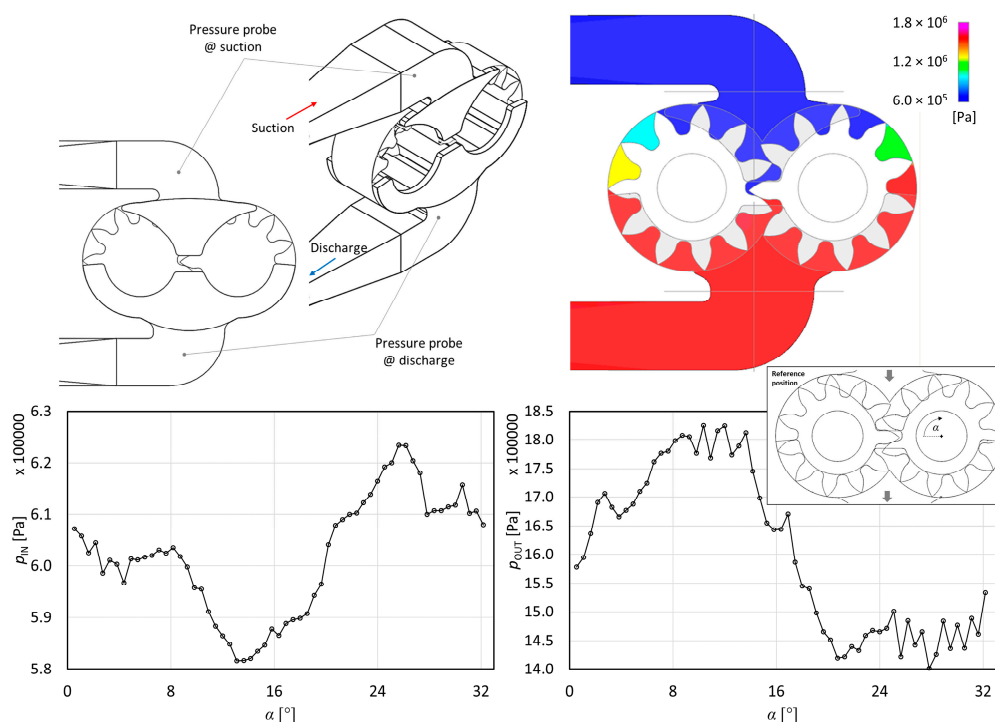 Pressure probe
@ suction
Suction
Discharge
Pressure probe
@ discharge
1.8 × 10⁶
1.2 × 10⁶
6.0 × 10⁵
[Pa]
Reference
position
α
x 100000
p_IN [Pa]
6.3
6.2
6.1
6.0
5.9
5.8
0
8
16
24
32
α [°]
x 100000
p_OUT [Pa]
18.5
18.0
17.5
17.0
16.5
16.0
15.5
15.0
14.5
14.0
0
8
16
24
32
α [°]